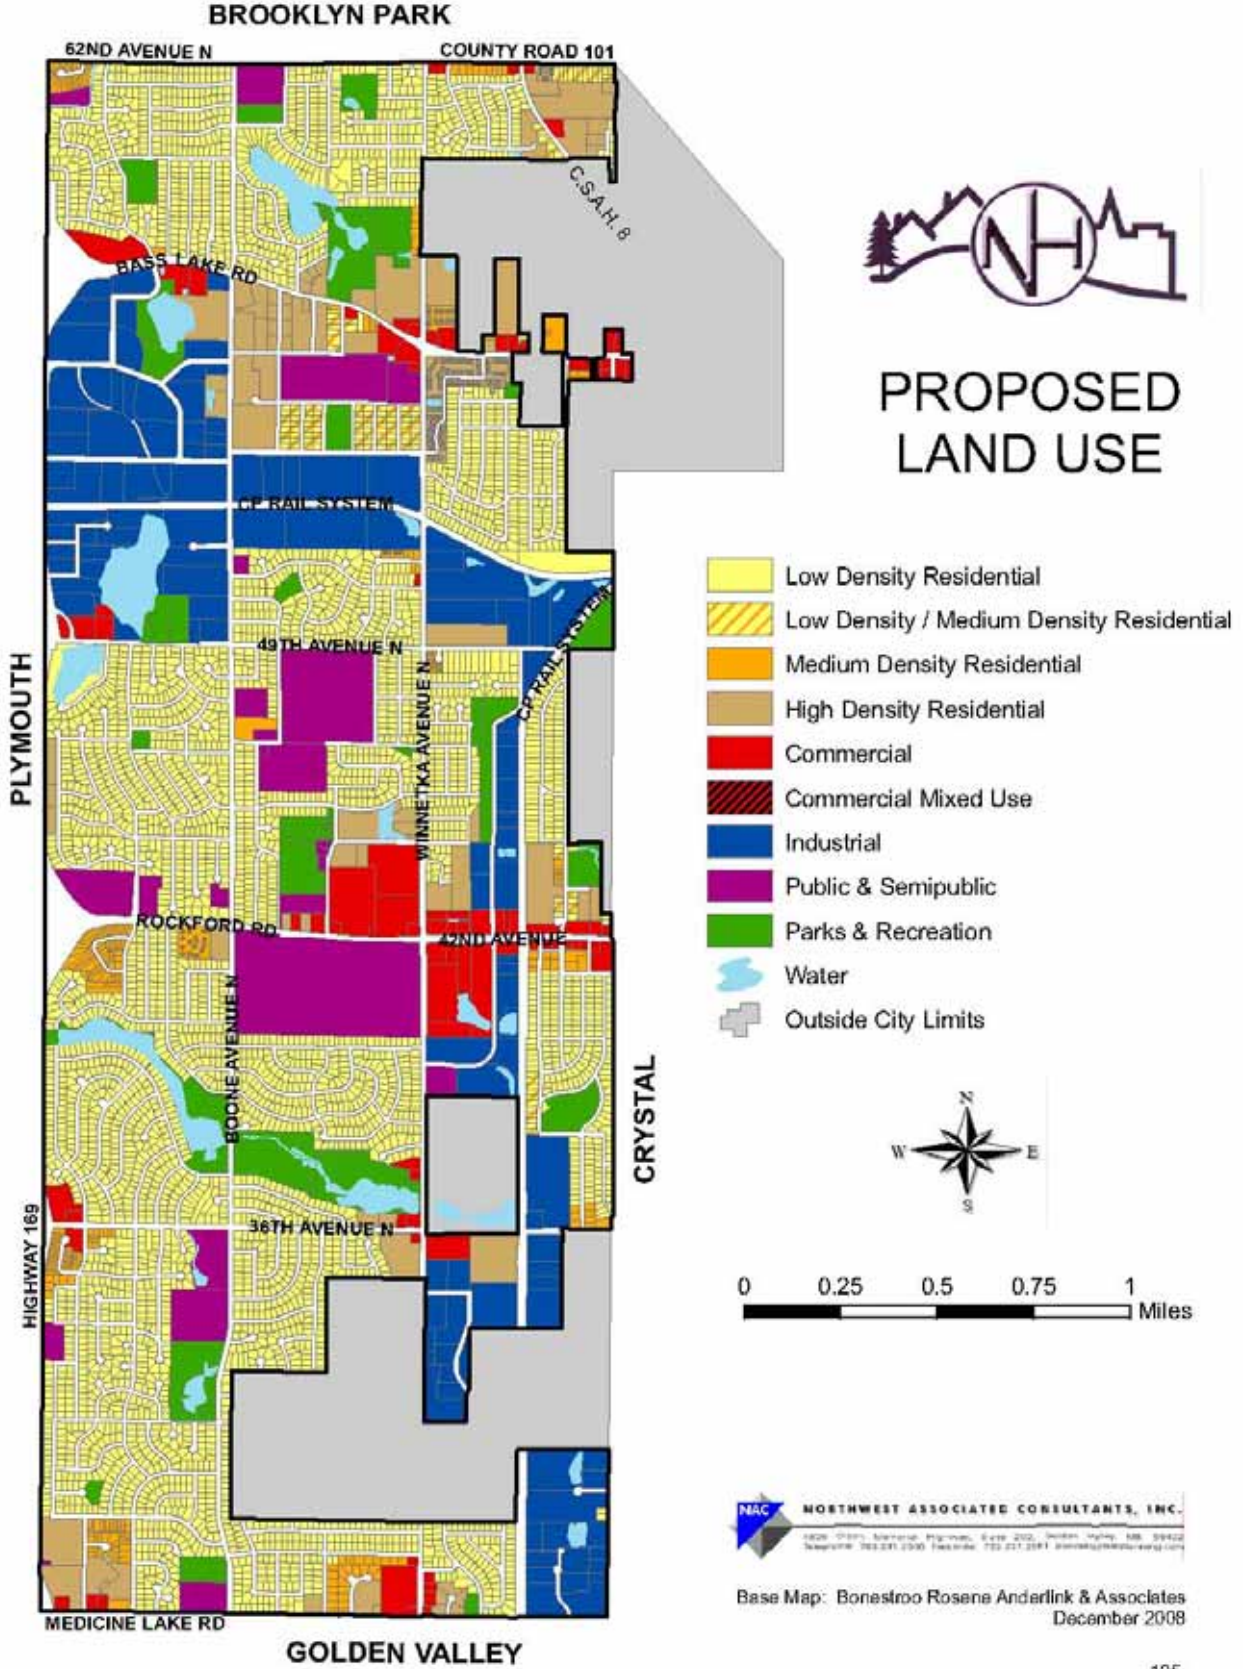 BROOKLYN PARK
62ND AVENUE N
COUNTY ROAD 101
C.S.A.H. 8
BASS LAKE RD
NH
PROPOSED
LAND USE
CP RAIL SYSTEM
CP RAIL SYSTEM
49TH AVENUE N
WINNETKA AVENUE N
PLYMOUTH
Low Density Residential
Low Density / Medium Density Residential
Medium Density Residential
High Density Residential
Commercial
Commercial Mixed Use
Industrial
Public & Semipublic
Parks & Recreation
Water
Outside City Limits
ROCKFORD RD
42ND AVENUE
BOONE AVENUE N
CRYSTAL
N
W E
S
HIGHWAY 169
36TH AVENUE N
0 0.25 0.5 0.75 1
Miles
NAC
NORTHWEST ASSOCIATED CONSULTANTS, INC.
Base Map: Bonestroo Rosene Anderlink & Associates
December 2008
MEDICINE LAKE RD
GOLDEN VALLEY